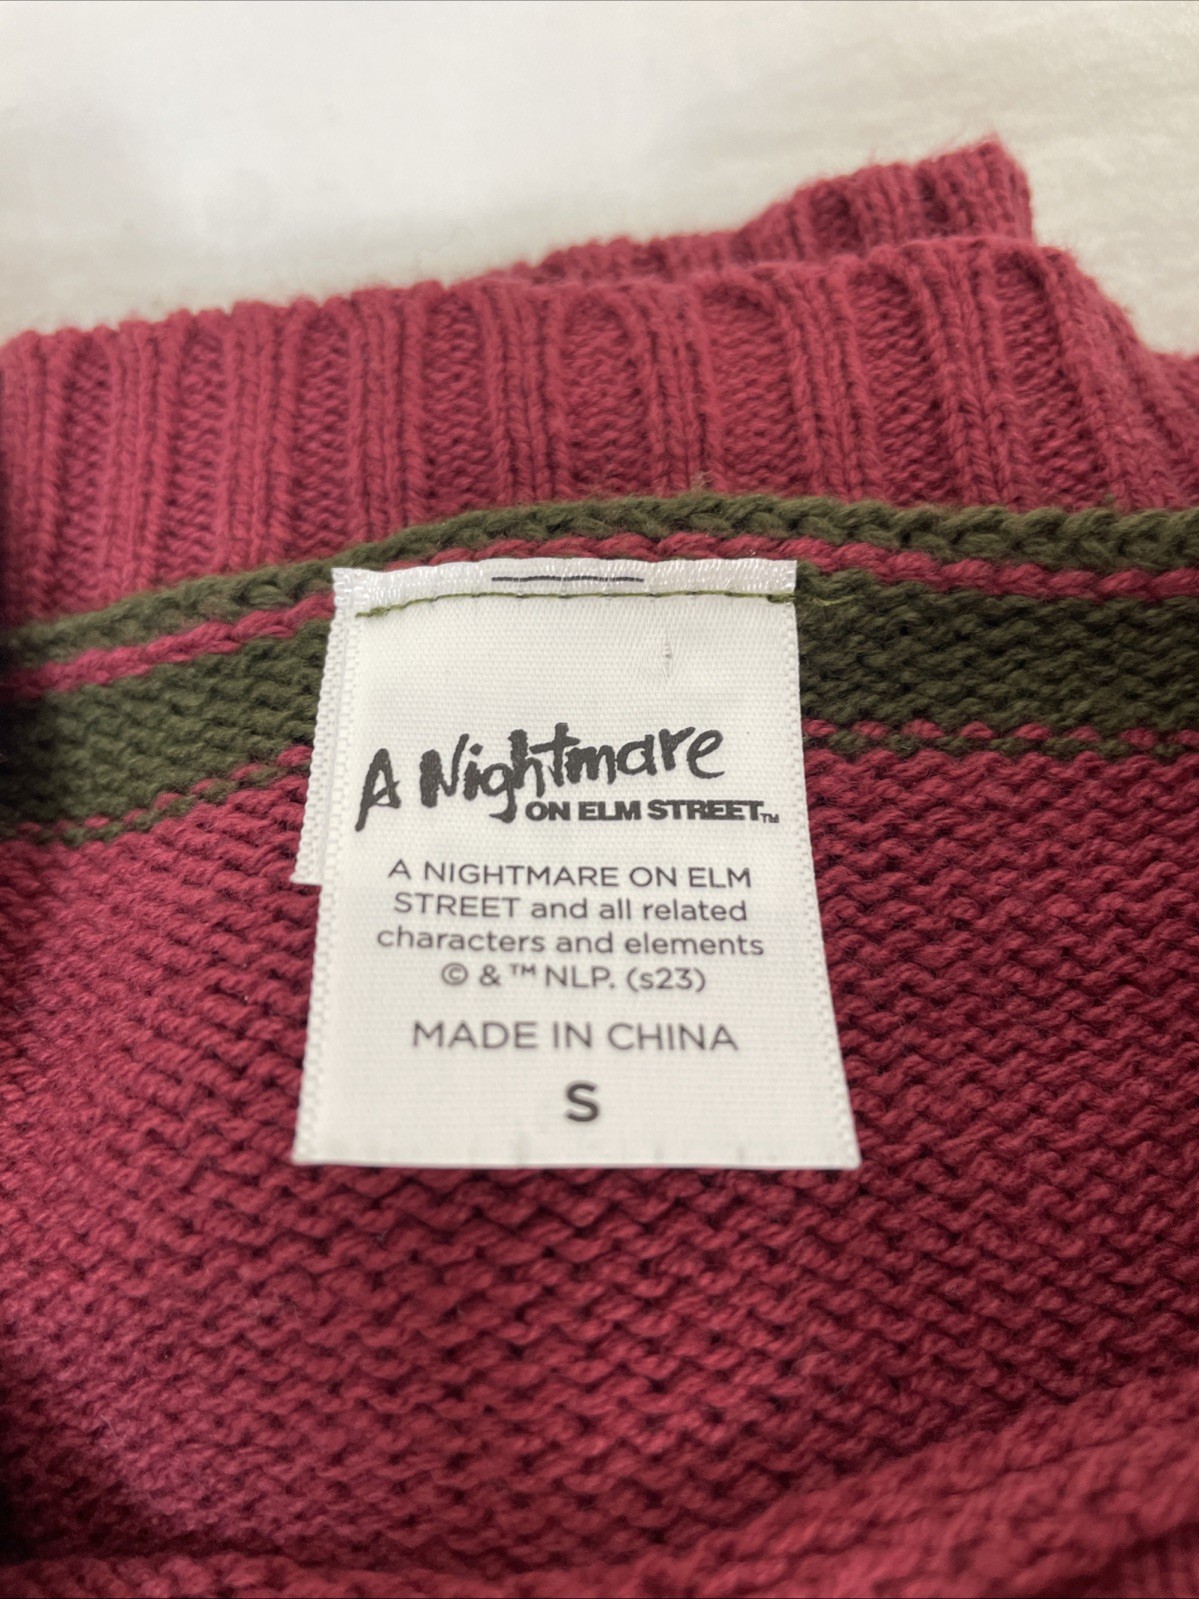 A Nightmare
ON ELM STREET™
A NIGHTMARE ON ELM
STREET and all related
characters and elements
© & ™ NLP. (s23)
MADE IN CHINA
S